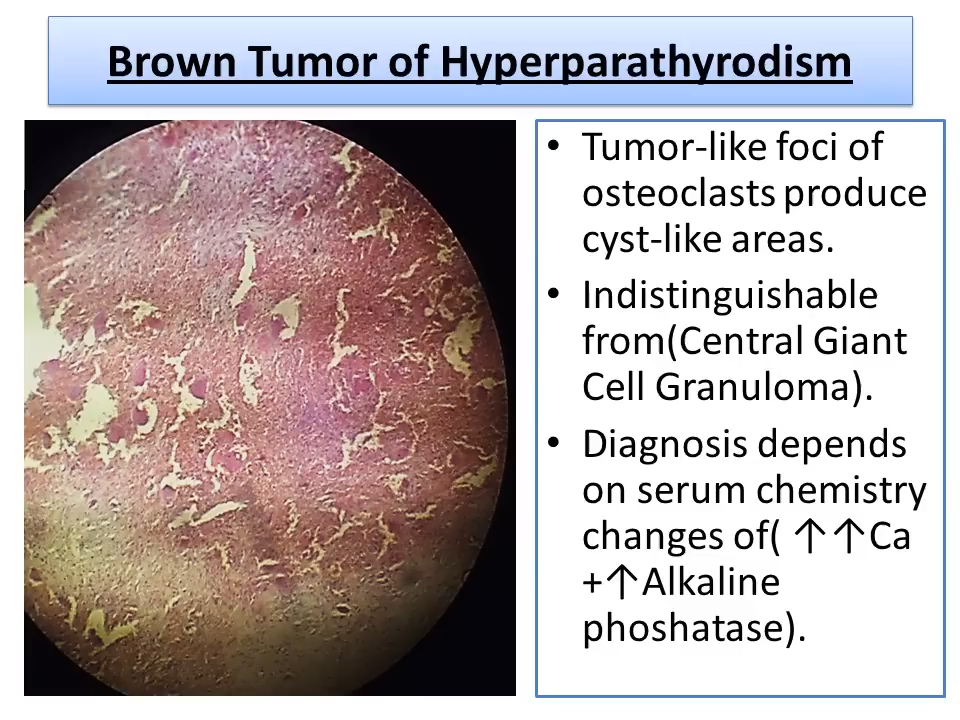 Brown Tumor of Hyperparathyrodism
• Tumor-like foci of
osteoclasts produce
cyst-like areas.
• Indistinguishable
from(Central Giant
Cell Granuloma).
• Diagnosis depends
on serum chemistry
changes of( ↑↑Ca
+↑Alkaline
phoshatase).